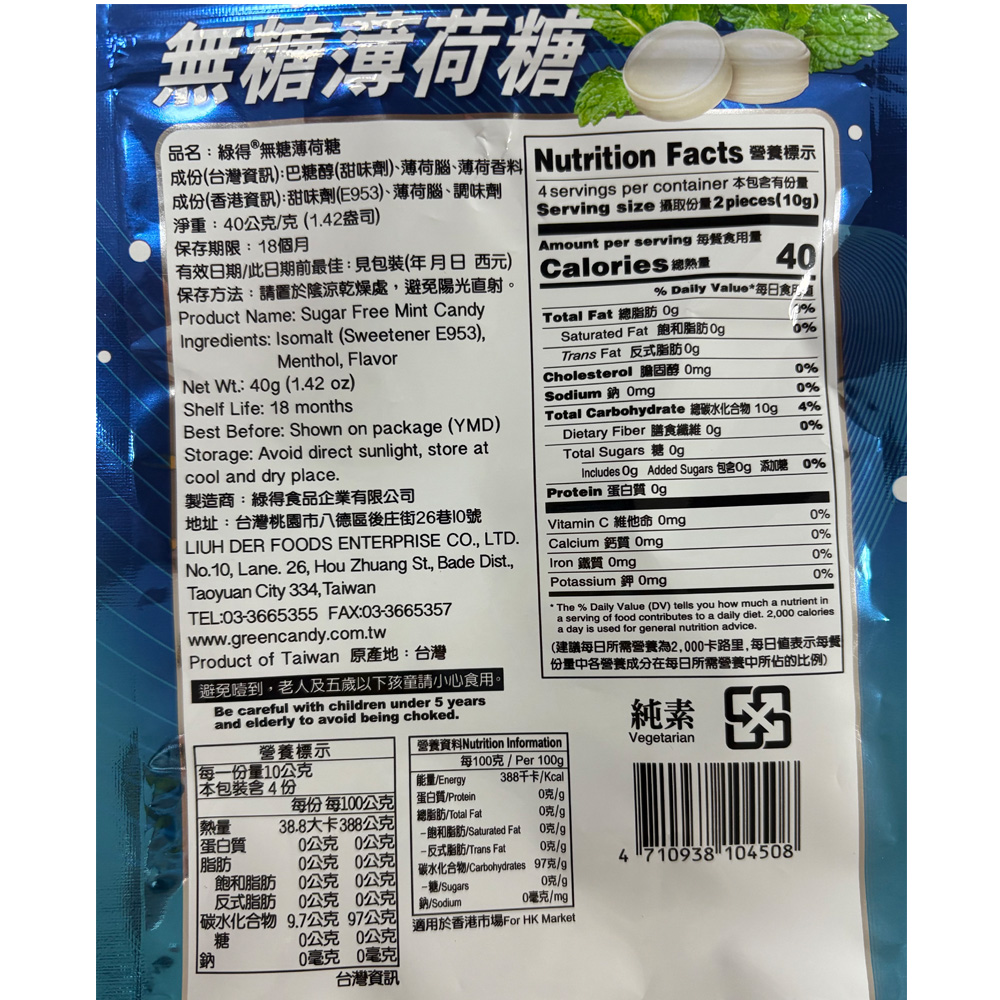 無糖薄荷糖
品名：綠得®無糖薄荷糖
成份(台灣資訊):巴糖醇(甜味劑)、薄荷腦、薄荷香料
成份(香港資訊):甜味劑(E953)、薄荷腦、調味劑
淨重：40公克/克 (1.42盎司)
保存期限：18個月
有效日期/此日期前最佳：見包裝(年月日 西元)
保存方法：請置於陰涼乾燥處，避免陽光直射。
Product Name: Sugar Free Mint Candy
Ingredients: Isomalt (Sweetener E953),
Menthol, Flavor
Net Wt.: 40g (1.42 oz)
Shelf Life: 18 months
Best Before: Shown on package (YMD)
Storage: Avoid direct sunlight, store at
cool and dry place.
製造商：綠得食品企業有限公司
地址：台灣桃園市八德區後庄街26巷10號
LIUH DER FOODS ENTERPRISE CO., LTD.
No.10, Lane. 26, Hou Zhuang St., Bade Dist.,
Taoyuan City 334,Taiwan
TEL:03-3665355 FAX:03-3665357
www.greencandy.com.tw
Product of Taiwan 原產地：台灣
避免噎到，老人及五歲以下孩童請小心食用。
Be careful with children under 5 years
and elderly to avoid being choked.
Nutrition Facts 營養標示
4 servings per container 本包含有份量
Serving size 攝取份量 2 pieces(10g)
Amount per serving 每餐食用量
Calories 總熱量 40
% Daily Value*每日食用值
Total Fat 總脂肪 0g 0%
Saturated Fat 飽和脂肪 0g 0%
Trans Fat 反式脂肪 0g
Cholesterol 膽固醇 0mg 0%
Sodium 鈉 0mg 0%
Total Carbohydrate 總碳水化合物 10g 4%
Dietary Fiber 膳食纖維 0g 0%
Total Sugars 糖 0g
Includes 0g Added Sugars 包含0g 添加糖 0%
Protein 蛋白質 0g
Vitamin C 維他命 0mg 0%
Calcium 鈣質 0mg 0%
Iron 鐵質 0mg 0%
Potassium 鉀 0mg 0%
* The % Daily Value (DV) tells you how much a nutrient in
a serving of food contributes to a daily diet. 2,000 calories
a day is used for general nutrition advice.
(建議每日所需營養為2,000卡路里,每日值表示每餐
份量中各營養成分在每日所需營養中所佔的比例)
純素
Vegetarian
4 710938 104508
營養標示
每一份量10公克
本包裝含 4 份
每份 每100公克
熱量 38.8大卡 388公克
蛋白質 0公克 0公克
脂肪 0公克 0公克
飽和脂肪 0公克 0公克
反式脂肪 0公克 0公克
碳水化合物 9.7公克 97公克
糖 0公克 0公克
鈉 0毫克 0毫克
台灣資訊
營養資料Nutrition Information
每100克 / Per 100g
能量/Energy 388千卡/Kcal
蛋白質/Protein 0克/g
總脂肪/Total Fat 0克/g
-飽和脂肪/Saturated Fat 0克/g
-反式脂肪/Trans Fat 0克/g
碳水化合物/Carbohydrates 97克/g
-糖/Sugars 0克/g
鈉/Sodium 0毫克/mg
適用於香港市場For HK Market